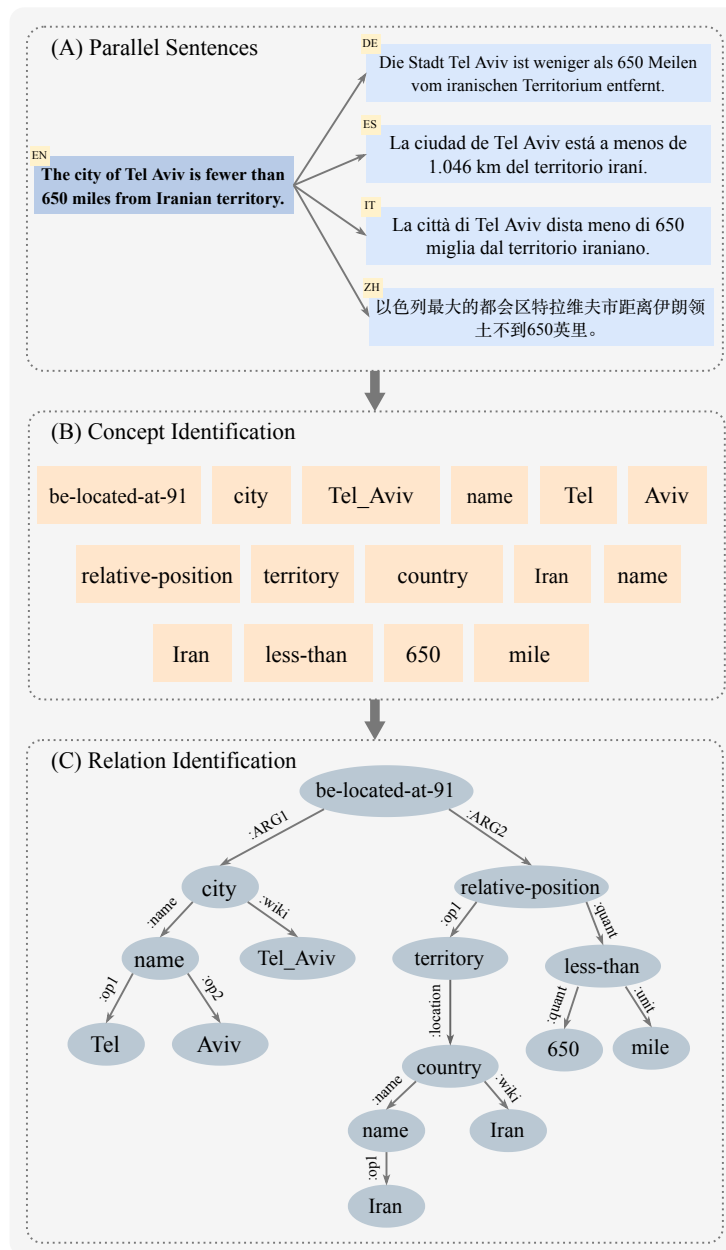 (A) Parallel Sentences
EN
The city of Tel Aviv is fewer than
650 miles from Iranian territory.
DE
Die Stadt Tel Aviv ist weniger als 650 Meilen
vom iranischen Territorium entfernt.
ES
La ciudad de Tel Aviv está a menos de
1.046 km del territorio iraní.
IT
La città di Tel Aviv dista meno di 650
miglia dal territorio iraniano.
ZH
以色列最大的都会区特拉维夫市距离伊朗领
土不到650英里。
(B) Concept Identification
be-located-at-91 city Tel_Aviv name Tel Aviv
relative-position territory country Iran name
Iran less-than 650 mile
(C) Relation Identification
be-located-at-91
:ARG1 :ARG2
city relative-position
:name :wiki :op1 :quant
name Tel_Aviv territory less-than
:op1 :op2 :location :quant :unit
Tel Aviv 650 mile
country
:name :wiki
name Iran
:op1
Iran